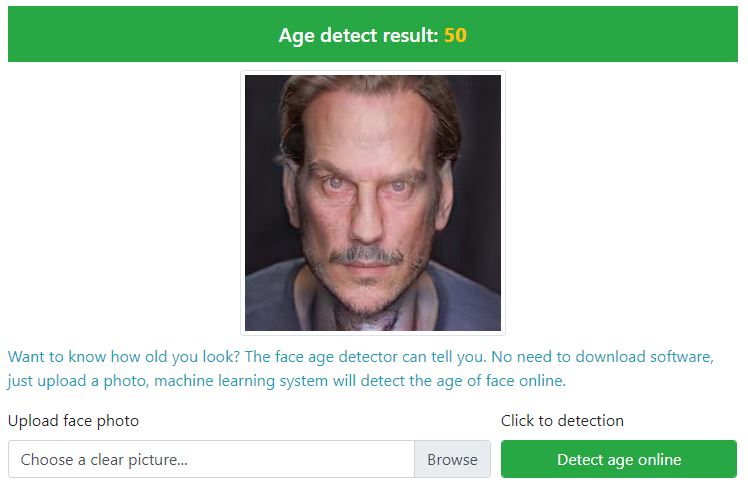 Age detect result: 50
Want to know how old you look? The face age detector can tell you. No need to download software,
just upload a photo, machine learning system will detect the age of face online.
Upload face photo
Click to detection
Choose a clear picture...
Browse
Detect age online